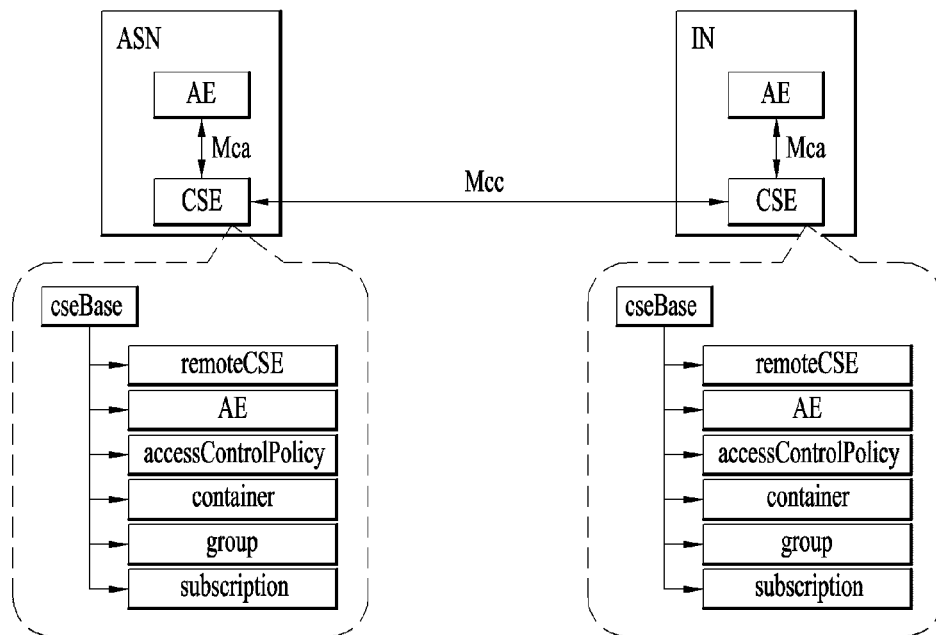 ASN
AE
Mca
CSE
Mcc
IN
AE
Mca
CSE
cseBase
remoteCSE
AE
accessControlPolicy
container
group
subscription
cseBase
remoteCSE
AE
accessControlPolicy
container
group
subscription